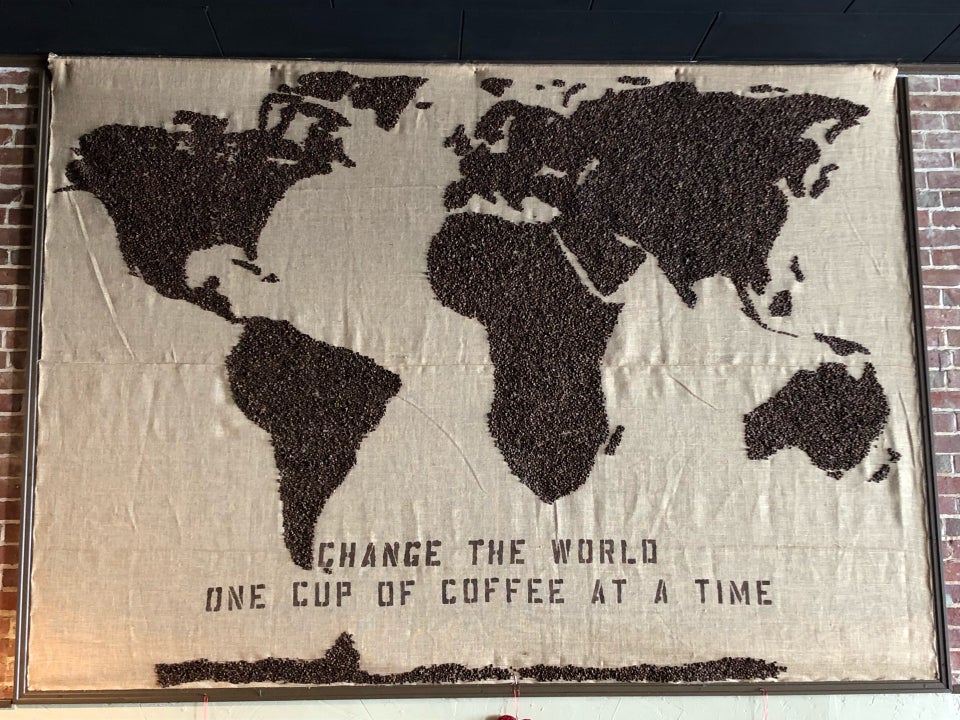 CHANGE THE WORLD
ONE CUP OF COFFEE AT A TIME